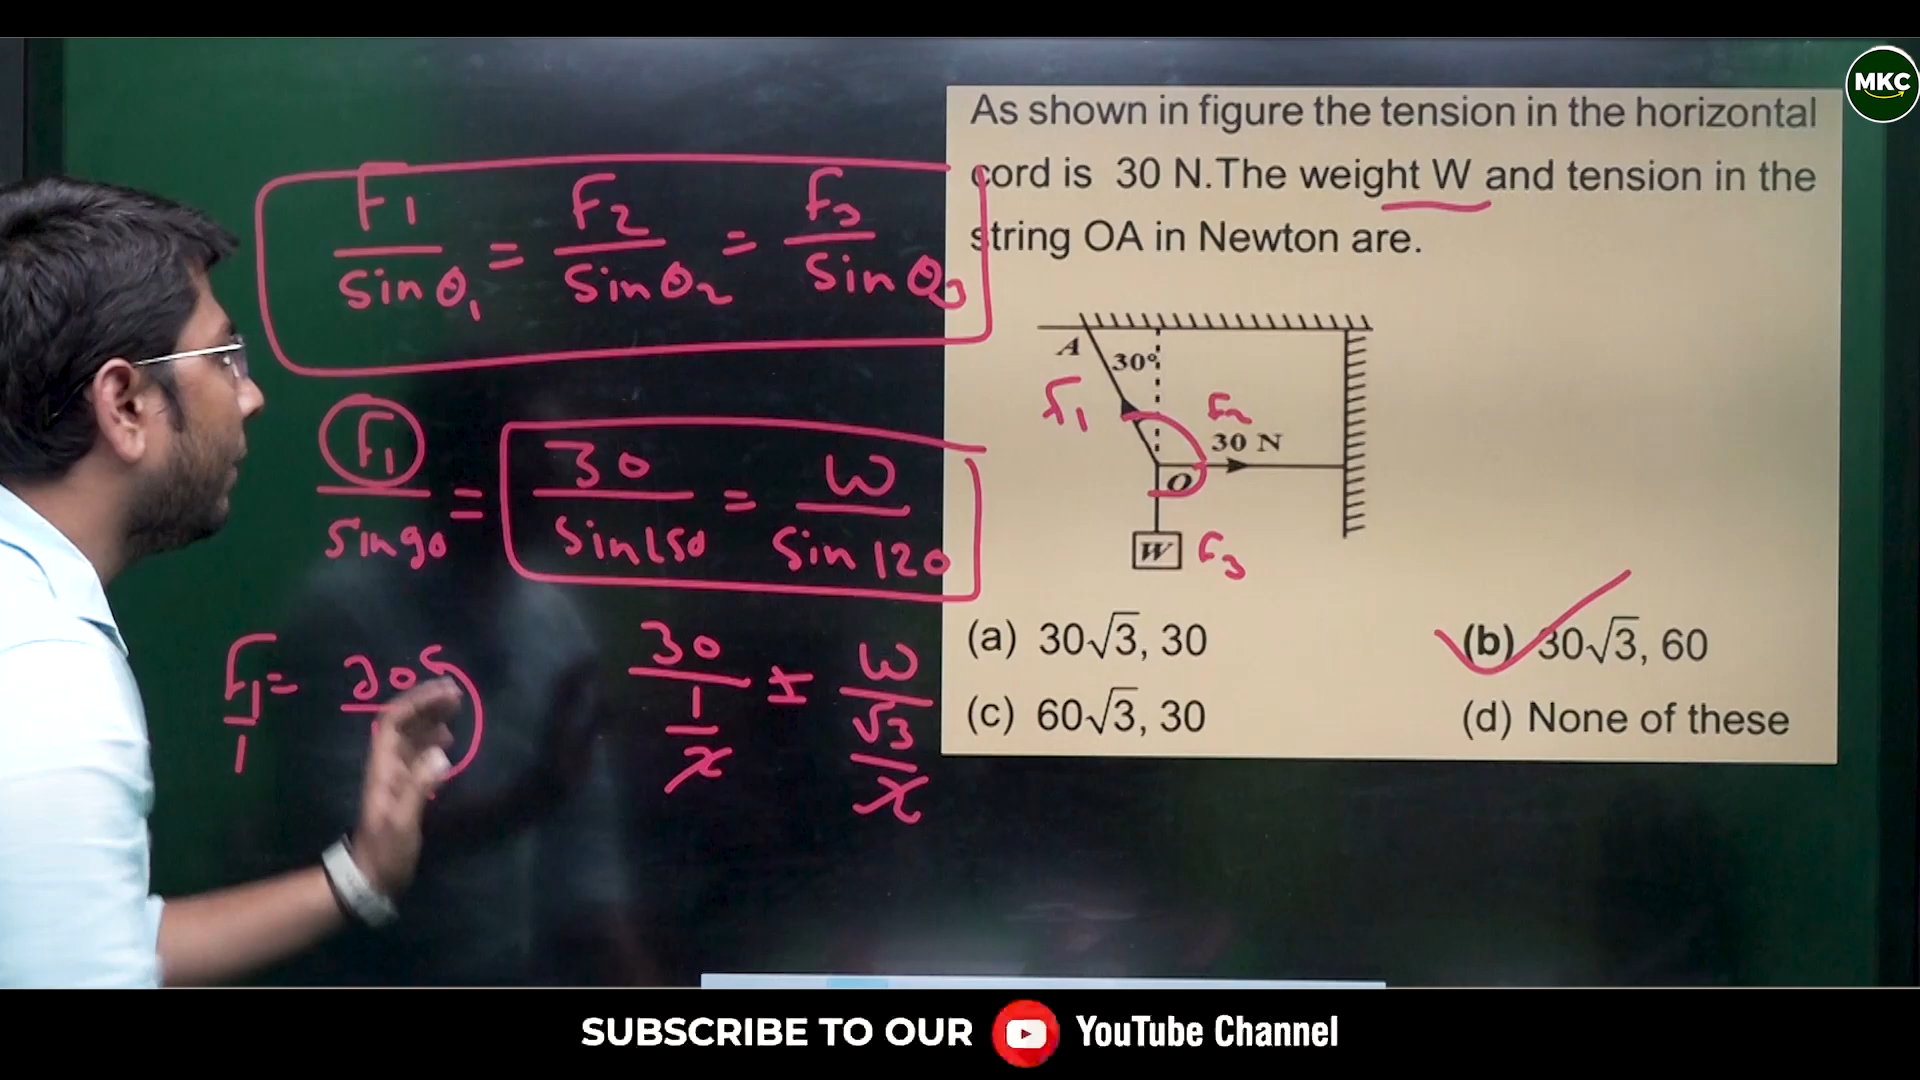 MKC
As shown in figure the tension in the horizontal
cord is 30 N.The weight W and tension in the
string OA in Newton are.
A
30°
F1
F2
30 N
O
W
F3
(a) 30√3, 30
(b) 30√3, 60
(c) 60√3, 30
(d) None of these
F1/sinθ1 = F2/sinθ2 = F3/sinθ3
F1/sin90 = 30/sin150 = W/sin120
F1/1 =
30/(1/2) = W/(√3/2)
SUBSCRIBE TO OUR YouTube Channel